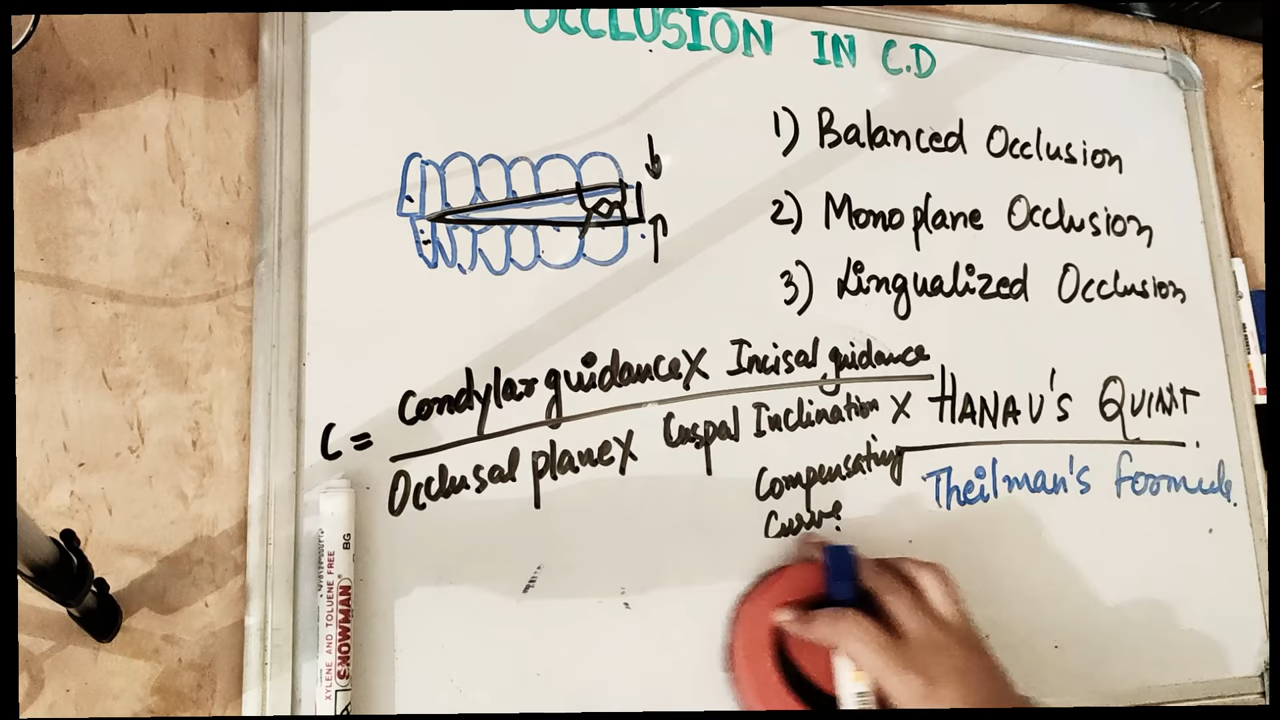 OCCLUSION IN C.D
1) Balanced Occlusion
2) Monoplane Occlusion
3) Lingualized Occlusion
C = Condylar guidance X Incisal guidance
Occlusal plane X Cuspal Inclination X
Compensating
Curve
HANAU'S QUINT
Theilman's formula.
XYLENE AND TOLUENE FREE
SNOWMAN
BG